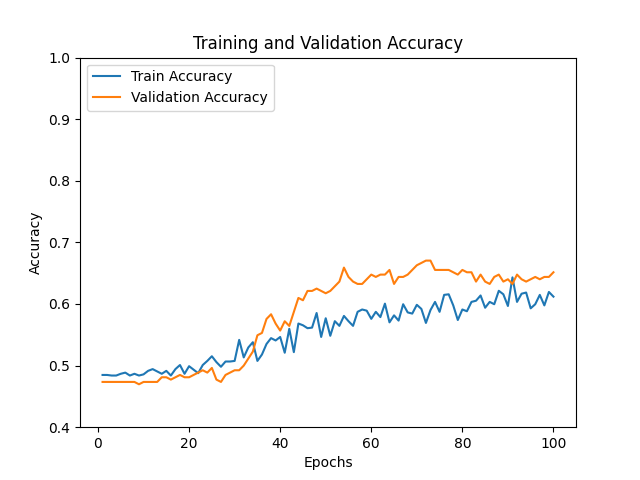 Training and Validation Accuracy
Train Accuracy
Validation Accuracy
1.0
0.9
0.8
0.7
0.6
0.5
0.4
Accuracy
0 20 40 60 80 100
Epochs